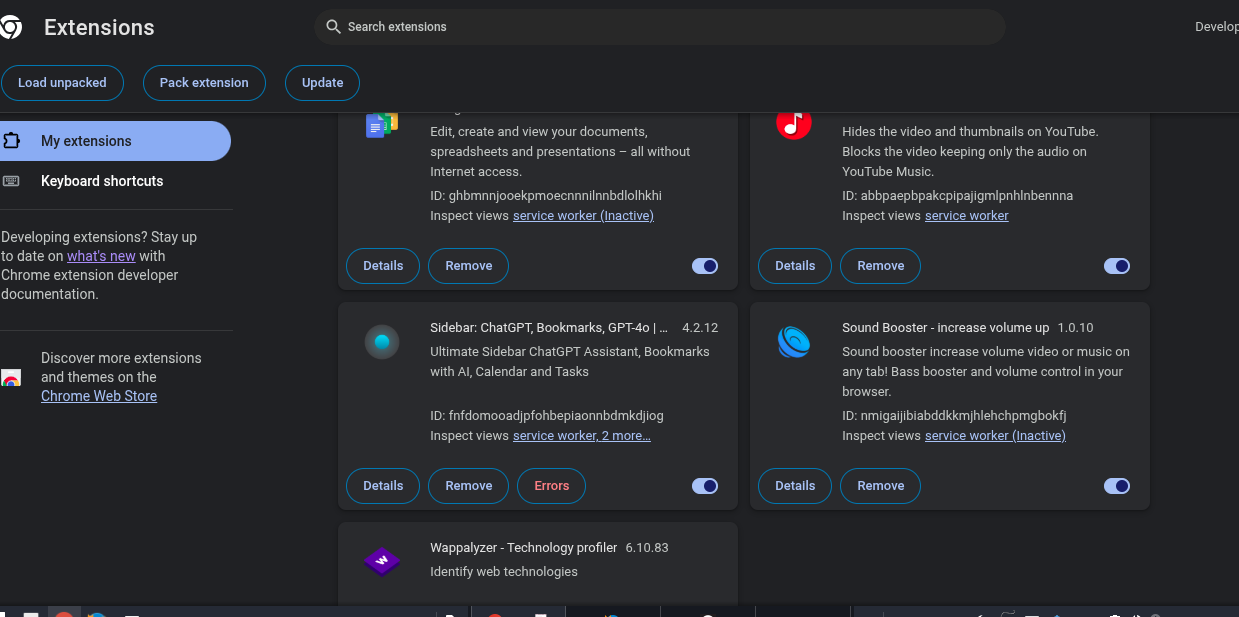 Extensions
Search extensions
Develop
Load unpacked
Pack extension
Update
My extensions
Keyboard shortcuts
Developing extensions? Stay up
to date on what's new with
Chrome extension developer
documentation.
Discover more extensions
and themes on the
Chrome Web Store
Edit, create and view your documents,
spreadsheets and presentations – all without
Internet access.
ID: ghbmnnjooekpmoecnnnilnnbdlolhkhi
Inspect views service worker (Inactive)
Details
Remove
Hides the video and thumbnails on YouTube.
Blocks the video keeping only the audio on
YouTube Music.
ID: abbpaepbpakcpipajigmlpnhlnbennna
Inspect views service worker
Details
Remove
Sidebar: ChatGPT, Bookmarks, GPT-4o | ... 4.2.12
Ultimate Sidebar ChatGPT Assistant, Bookmarks
with AI, Calendar and Tasks
ID: fnfdomooadjpfohbepiaonnbdmkdjiog
Inspect views service worker, 2 more...
Details
Remove
Errors
Sound Booster - increase volume up 1.0.10
Sound booster increase volume video or music on
any tab! Bass booster and volume control in your
browser.
ID: nmigaijibiabddkkmjhlehchpmgbokfj
Inspect views service worker (Inactive)
Details
Remove
Wappalyzer - Technology profiler 6.10.83
Identify web technologies